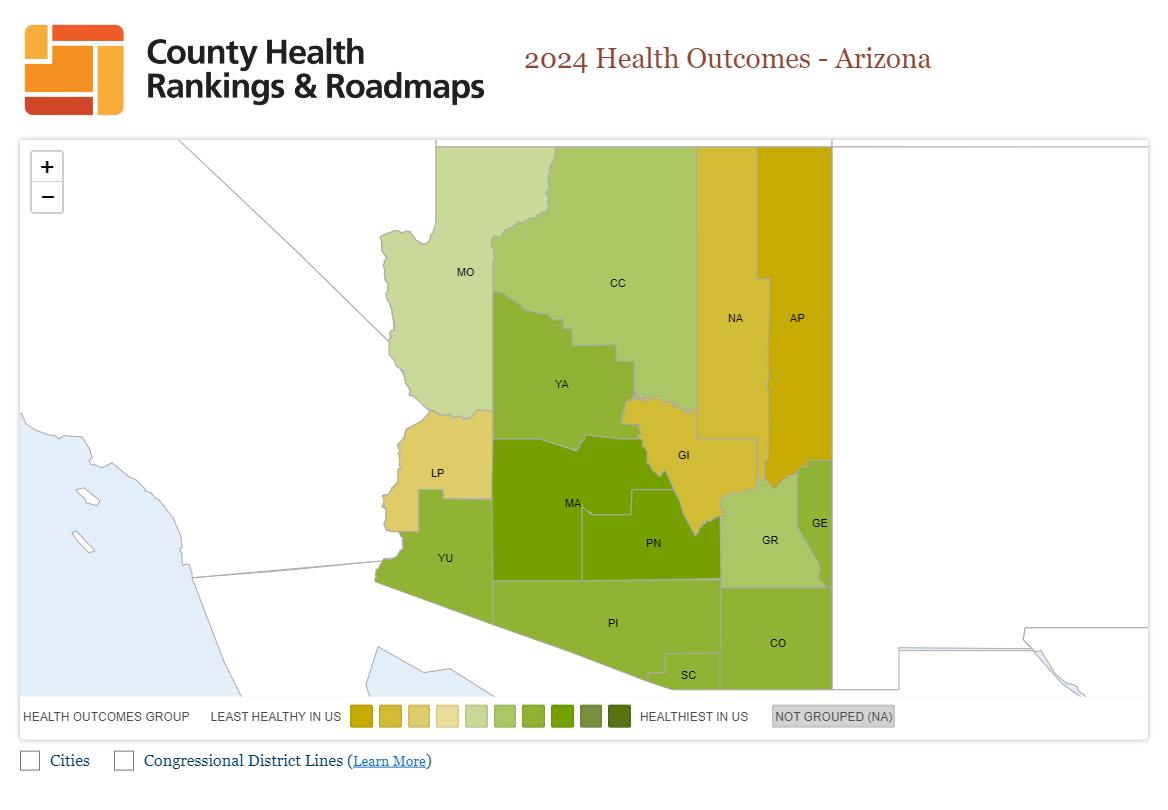 County Health
Rankings & Roadmaps
2024 Health Outcomes - Arizona
+
−
MO
CC
NA
AP
YA
GI
LP
MA
GE
GR
PN
YU
PI
CO
SC
HEALTH OUTCOMES GROUP LEAST HEALTHY IN US HEALTHIEST IN US NOT GROUPED (NA)
Cities Congressional District Lines (Learn More)